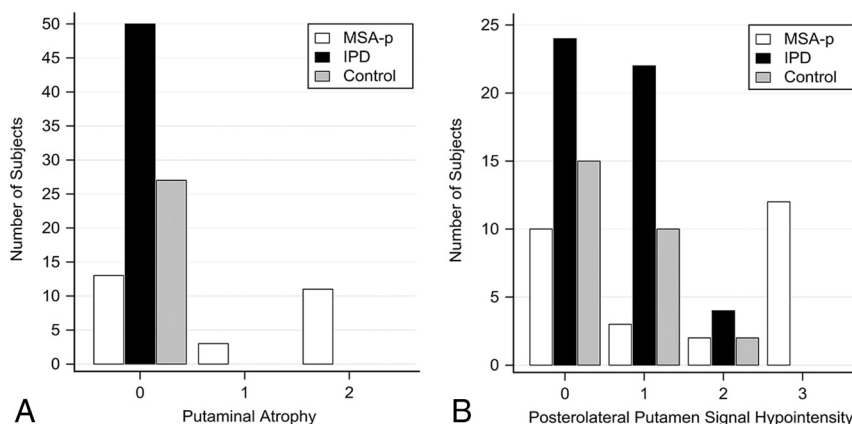 50
45
40
35
30
25
20
15
10
5
0
Number of Subjects
MSA-p
IPD
Control
0 1 2
Putaminal Atrophy
A
25
20
15
10
5
0
Number of Subjects
MSA-p
IPD
Control
0 1 2 3
Posterolateral Putamen Signal Hypointensity
B